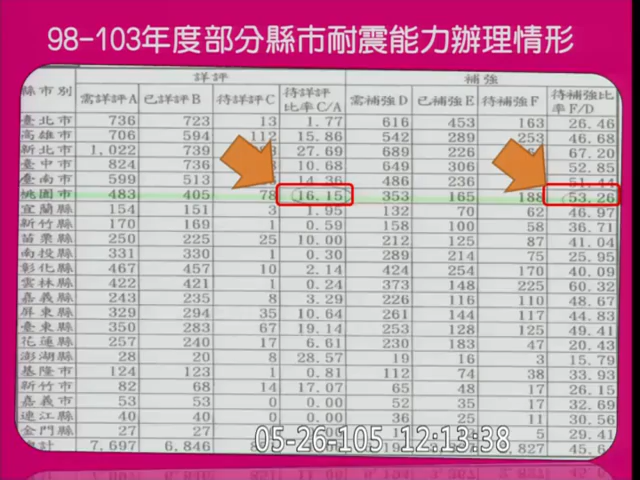 98-103年度部分縣市耐震能力辦理情形
詳評 補強
縣市別 需詳評A 已詳評B 待詳評C 待詳評比率C/A 需補強D 已補強E 待補強F 待補強比率F/D
臺北市 736 723 13 1.77 616 453 163 26.46
高雄市 706 594 112 15.86 542 289 253 46.68
新北市 1,022 739 27.69 689 226 67.20
臺中市 824 736 10.68 649 306 52.85
臺南市 599 513 14.36 486 236 51.44
桃園市 483 405 78 16.15 353 165 188 53.26
宜蘭縣 154 151 3 1.95 132 70 62 46.97
新竹縣 170 169 1 0.59 158 100 58 36.71
苗栗縣 250 225 25 10.00 212 125 87 41.04
南投縣 331 330 1 0.30 289 214 75 25.95
彰化縣 467 457 10 2.14 424 254 170 40.09
雲林縣 422 421 1 0.24 373 148 225 60.32
嘉義縣 243 235 8 3.29 226 116 110 48.67
屏東縣 329 294 35 10.64 261 144 117 44.83
臺東縣 350 283 67 19.14 253 128 125 49.41
花蓮縣 257 240 17 6.61 230 183 47 20.43
澎湖縣 28 20 8 28.57 19 16 3 15.79
基隆市 124 123 1 0.81 112 74 38 33.93
新竹市 82 68 14 17.07 65 48 17 26.15
嘉義市 53 53 0 0.00 52 35 17 32.69
連江縣 40 40 0 0.00 36 25 11 30.56
金門縣 27 27 0 0.00 5 29.41
總計 7,697 6,846 ,827
05-26-105 12:13:38